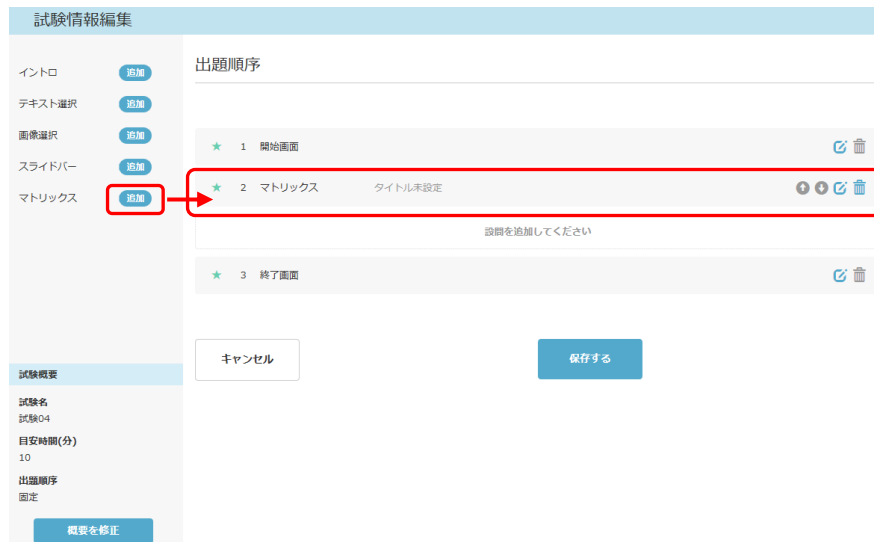 試験情報編集
イントロ 追加
テキスト選択 追加
画像選択 追加
スライドバー 追加
マトリックス 追加
試験概要
試験名
試験04
目安時間(分)
10
出題順序
固定
概要を修正
出題順序
★ 1 開始画面
★ 2 マトリックス タイトル未設定
設問を追加してください
★ 3 終了画面
キャンセル 保存する